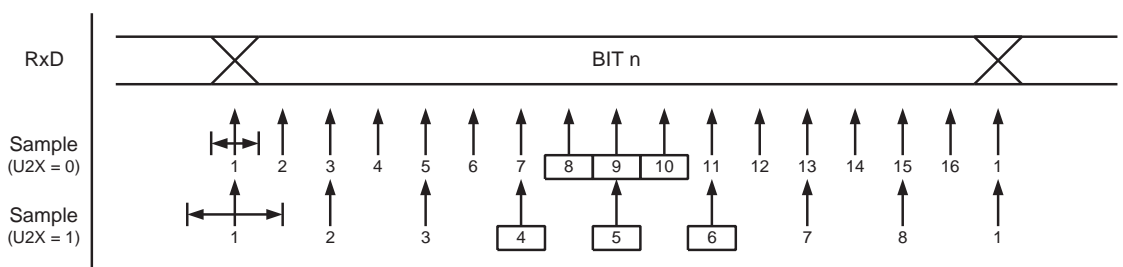 RxD BIT n
Sample
(U2X = 0) 1 2 3 4 5 6 7 8 9 10 11 12 13 14 15 16 1
Sample
(U2X = 1) 1 2 3 4 5 6 7 8 1